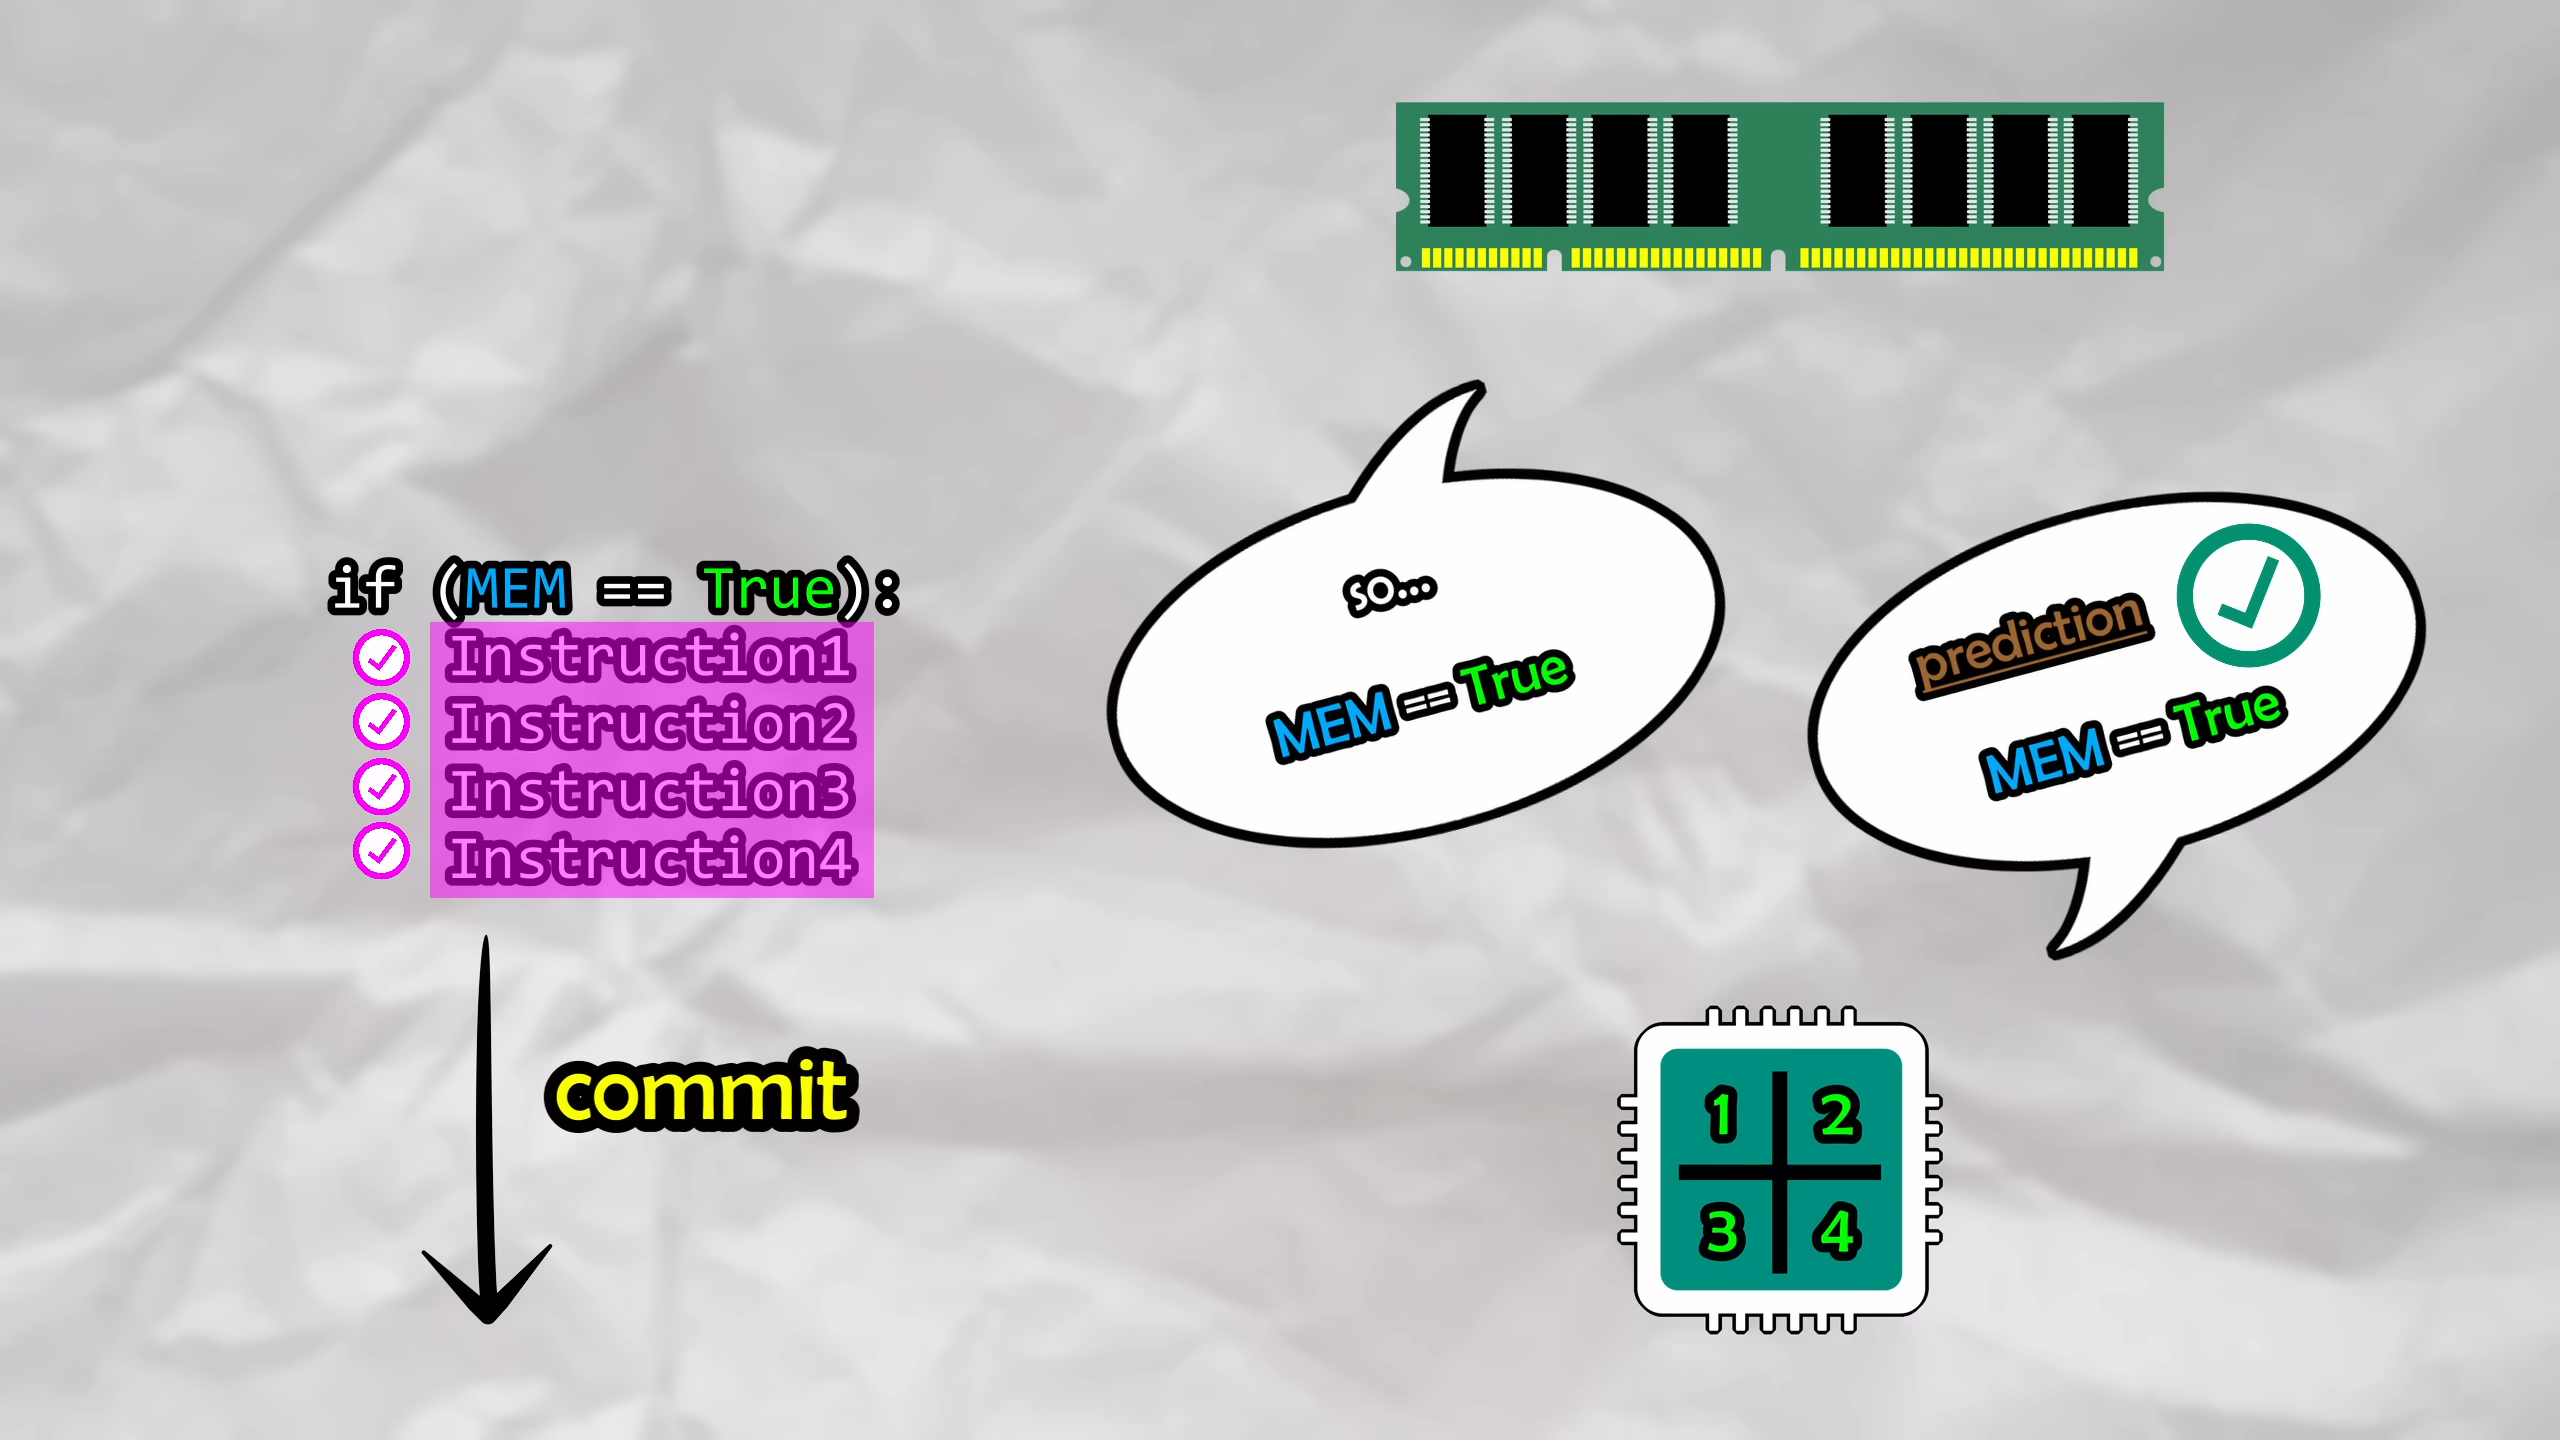 if (MEM == True):
Instruction1
Instruction2
Instruction3
Instruction4
commit
so...
MEM == True
prediction
MEM == True
1 2
3 4